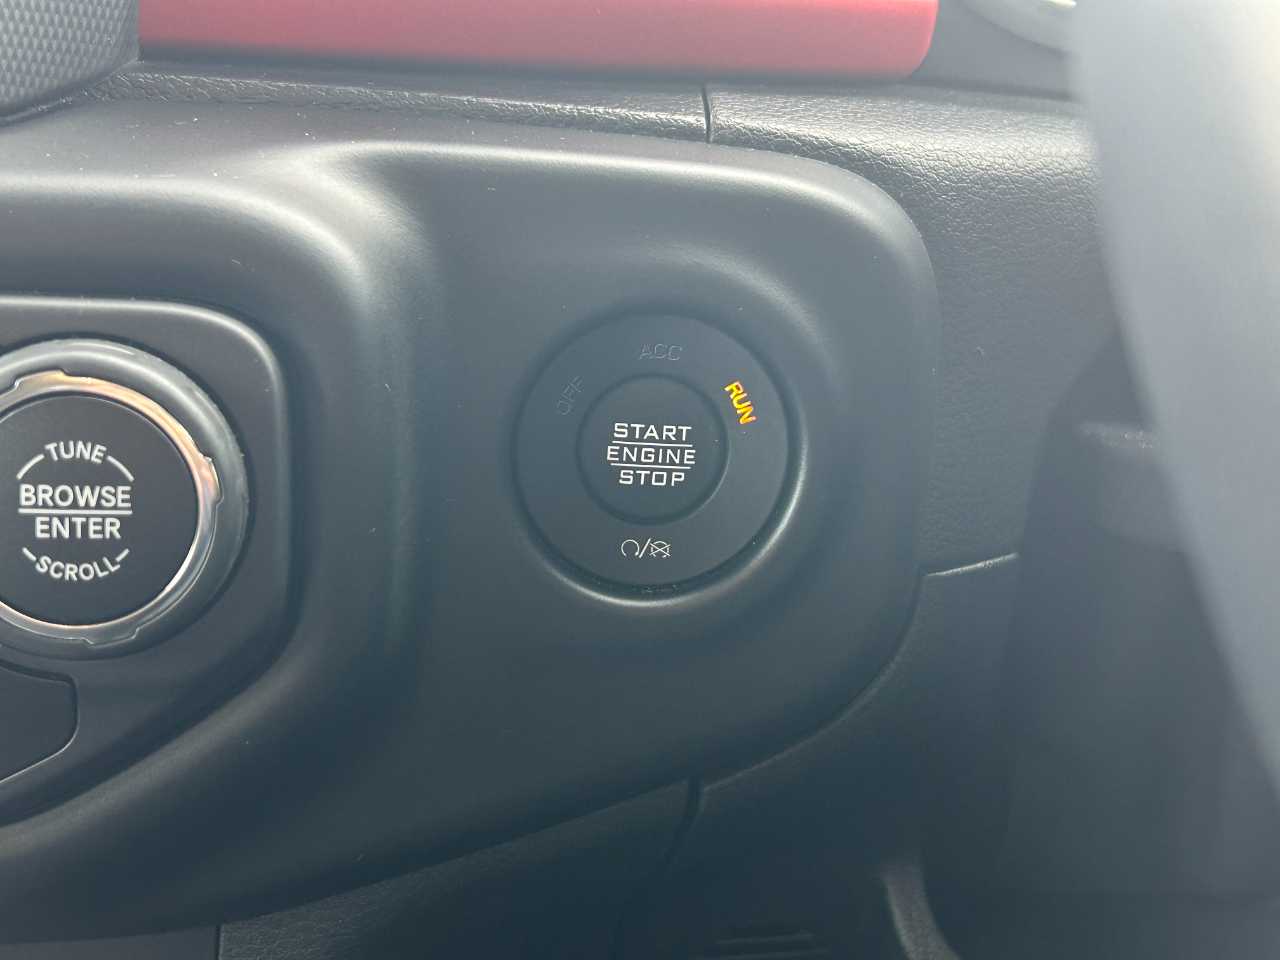 TUNE
BROWSE
ENTER
SCROLL
OFF
ACC
RUN
START
ENGINE
STOP